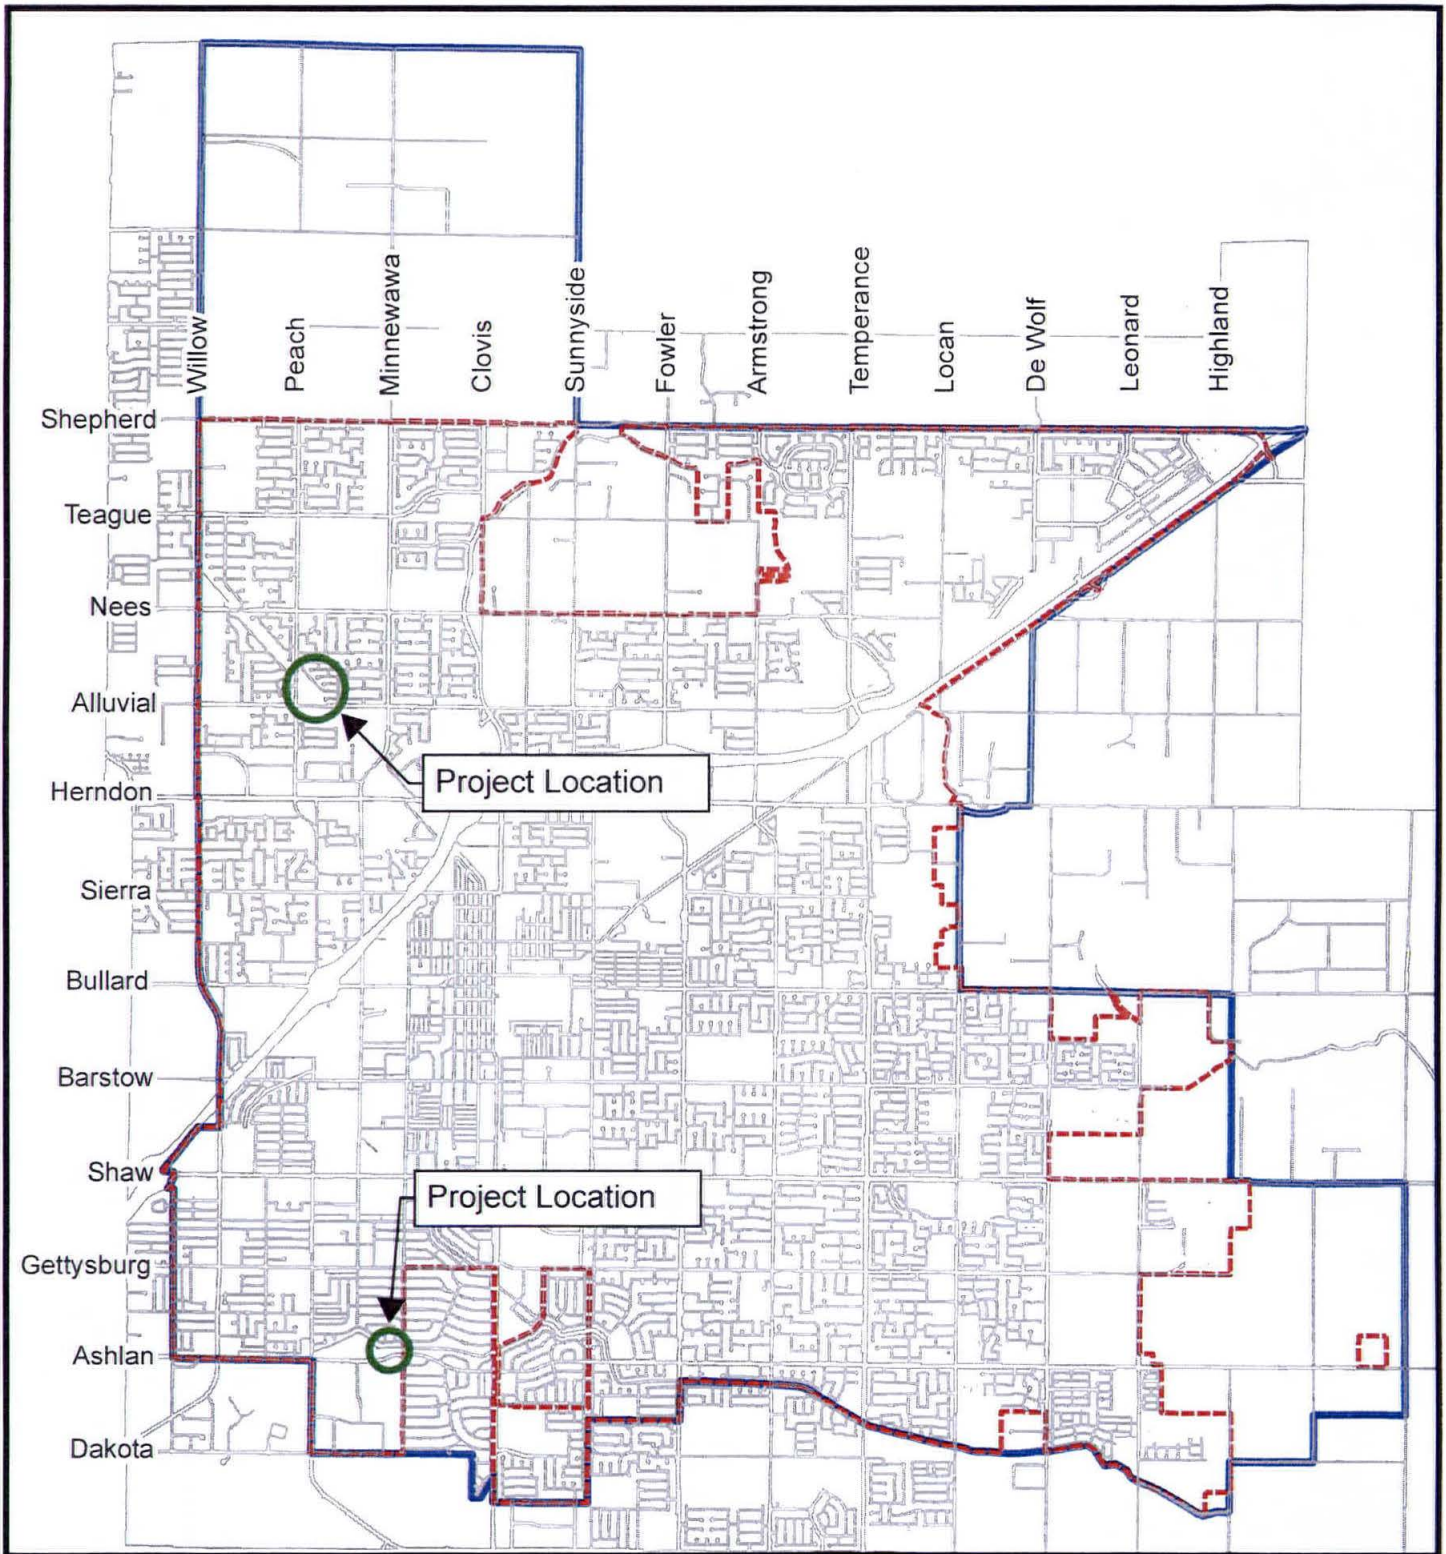 Willow
Peach
Minnewawa
Clovis
Sunnyside
Fowler
Armstrong
Temperance
Locan
De Wolf
Leonard
Highland
Shepherd
Teague
Nees
Alluvial
Project Location
Herndon
Sierra
Bullard
Barstow
Shaw
Project Location
Gettysburg
Ashlan
Dakota